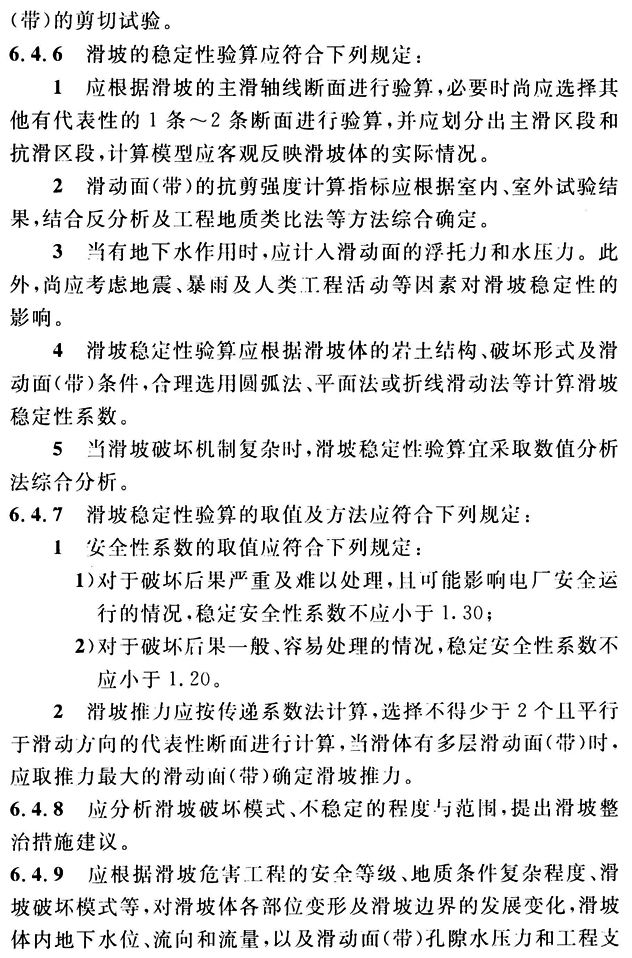 (带)的剪切试验。
6.4.6 滑坡的稳定性验算应符合下列规定:
1 应根据滑坡的主滑轴线断面进行验算,必要时尚应选择其
他有代表性的1条~2条断面进行验算,并应划分出主滑区段和
抗滑区段,计算模型应客观反映滑坡体的实际情况。
2 滑动面(带)的抗剪强度计算指标应根据室内、室外试验结
果,结合反分析及工程地质类比法等方法综合确定。
3 当有地下水作用时,应计入滑动面的浮托力和水压力。此
外,尚应考虑地震、暴雨及人类工程活动等因素对滑坡稳定性的
影响。
4 滑坡稳定性验算应根据滑坡体的岩土结构、破坏形式及滑
动面(带)条件,合理选用圆弧法、平面法或折线滑动法等计算滑坡
稳定性系数。
5 当滑坡破坏机制复杂时,滑坡稳定性验算宜采取数值分析
法综合分析。
6.4.7 滑坡稳定性验算的取值及方法应符合下列规定:
1 安全性系数的取值应符合下列规定:
1)对于破坏后果严重及难以处理,且可能影响电厂安全运
行的情况,稳定安全性系数不应小于1.30;
2)对于破坏后果一般、容易处理的情况,稳定安全性系数不
应小于1.20。
2 滑坡推力应按传递系数法计算,选择不得少于2个且平行
于滑动方向的代表性断面进行计算,当滑体有多层滑动面(带)时,
应取推力最大的滑动面(带)确定滑坡推力。
6.4.8 应分析滑坡破坏模式、不稳定的程度与范围,提出滑坡整
治措施建议。
6.4.9 应根据滑坡危害工程的安全等级、地质条件复杂程度、滑
坡破坏模式等,对滑坡体各部位变形及滑坡边界的发展变化,滑坡
体内地下水位、流向和流量,以及滑动面(带)孔隙水压力和工程支